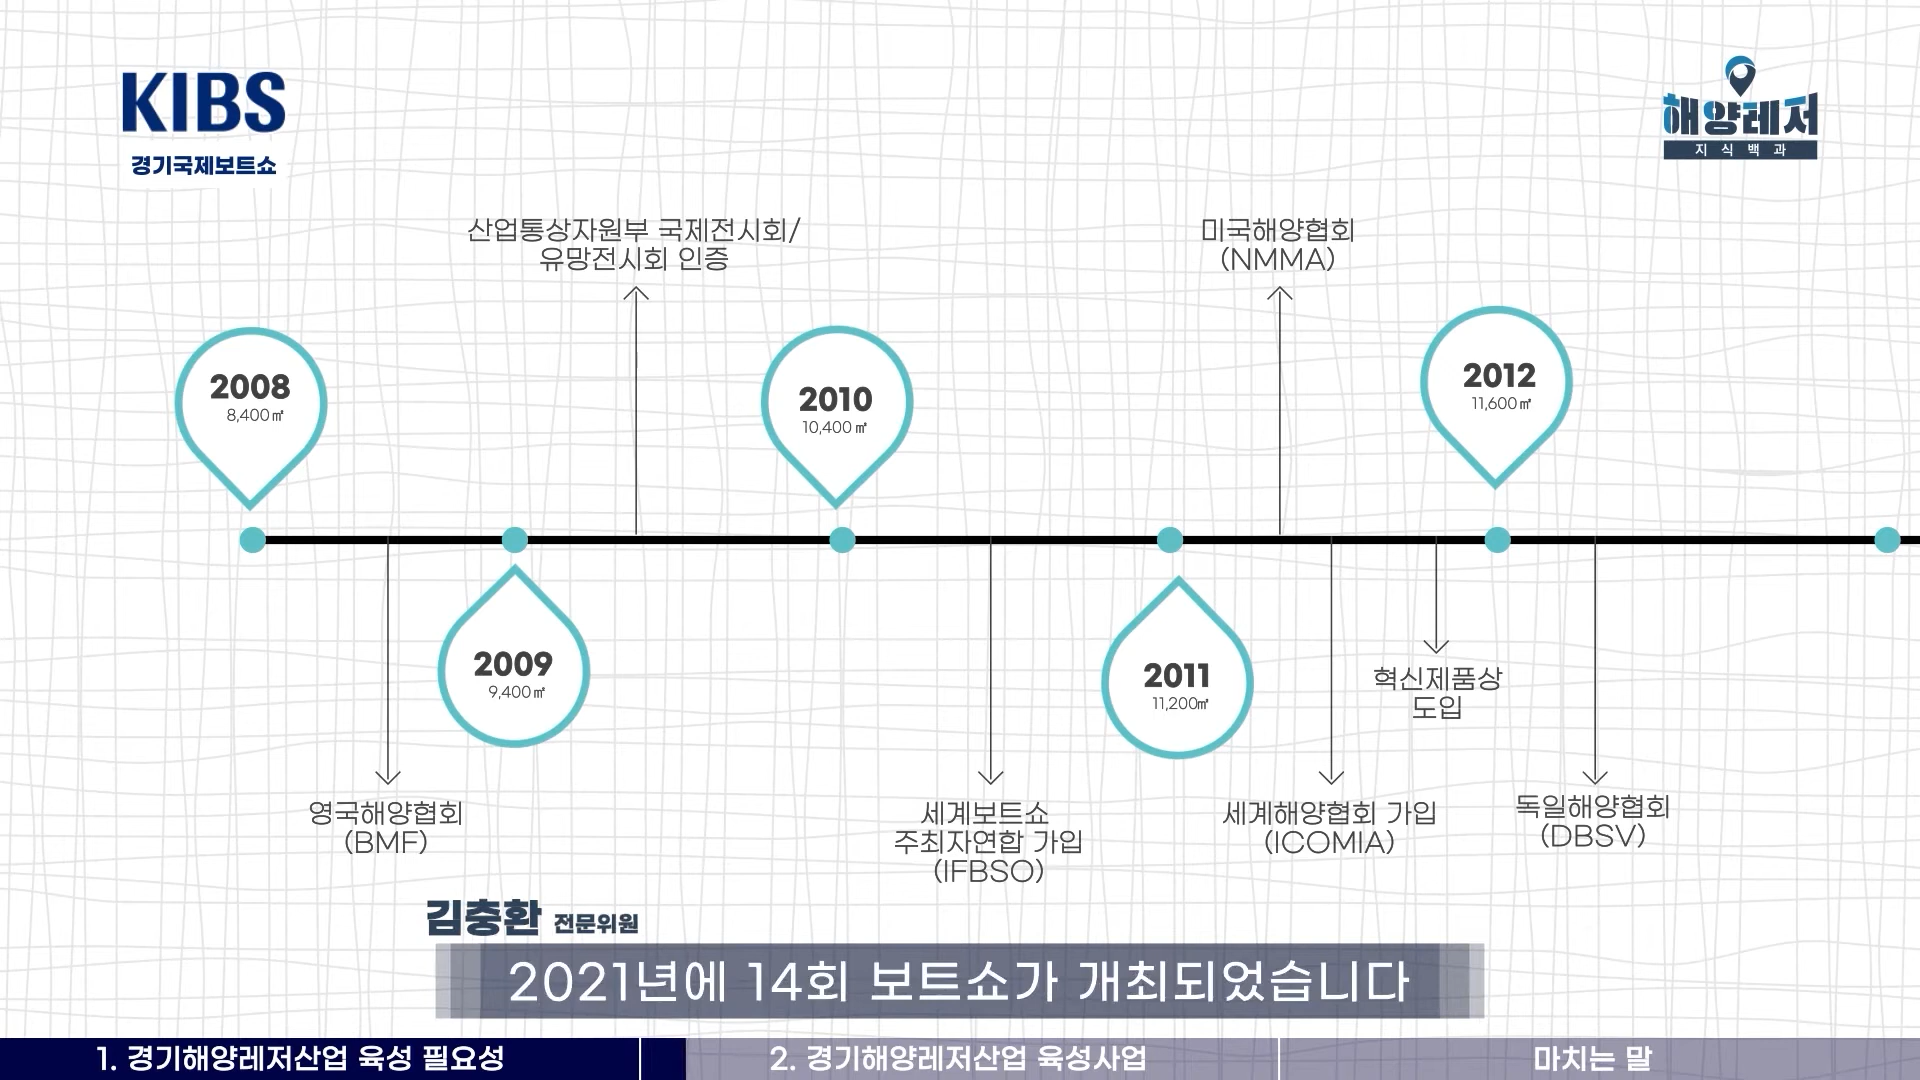 KIBS
경기국제보트쇼
해양레저
지식백과
산업통상자원부 국제전시회/
유망전시회 인증
미국해양협회
(NMMA)
2008
8,400㎡
2010
10,400㎡
2012
11,600㎡
2009
9,400㎡
2011
11,200㎡
혁신제품상
도입
영국해양협회
(BMF)
세계보트쇼
주최자연합 가입
(IFBSO)
세계해양협회 가입
(ICOMIA)
독일해양협회
(DBSV)
김충환 전문위원
2021년에 14회 보트쇼가 개최되었습니다
1. 경기해양레저산업 육성 필요성
2. 경기해양레저산업 육성사업
마치는 말